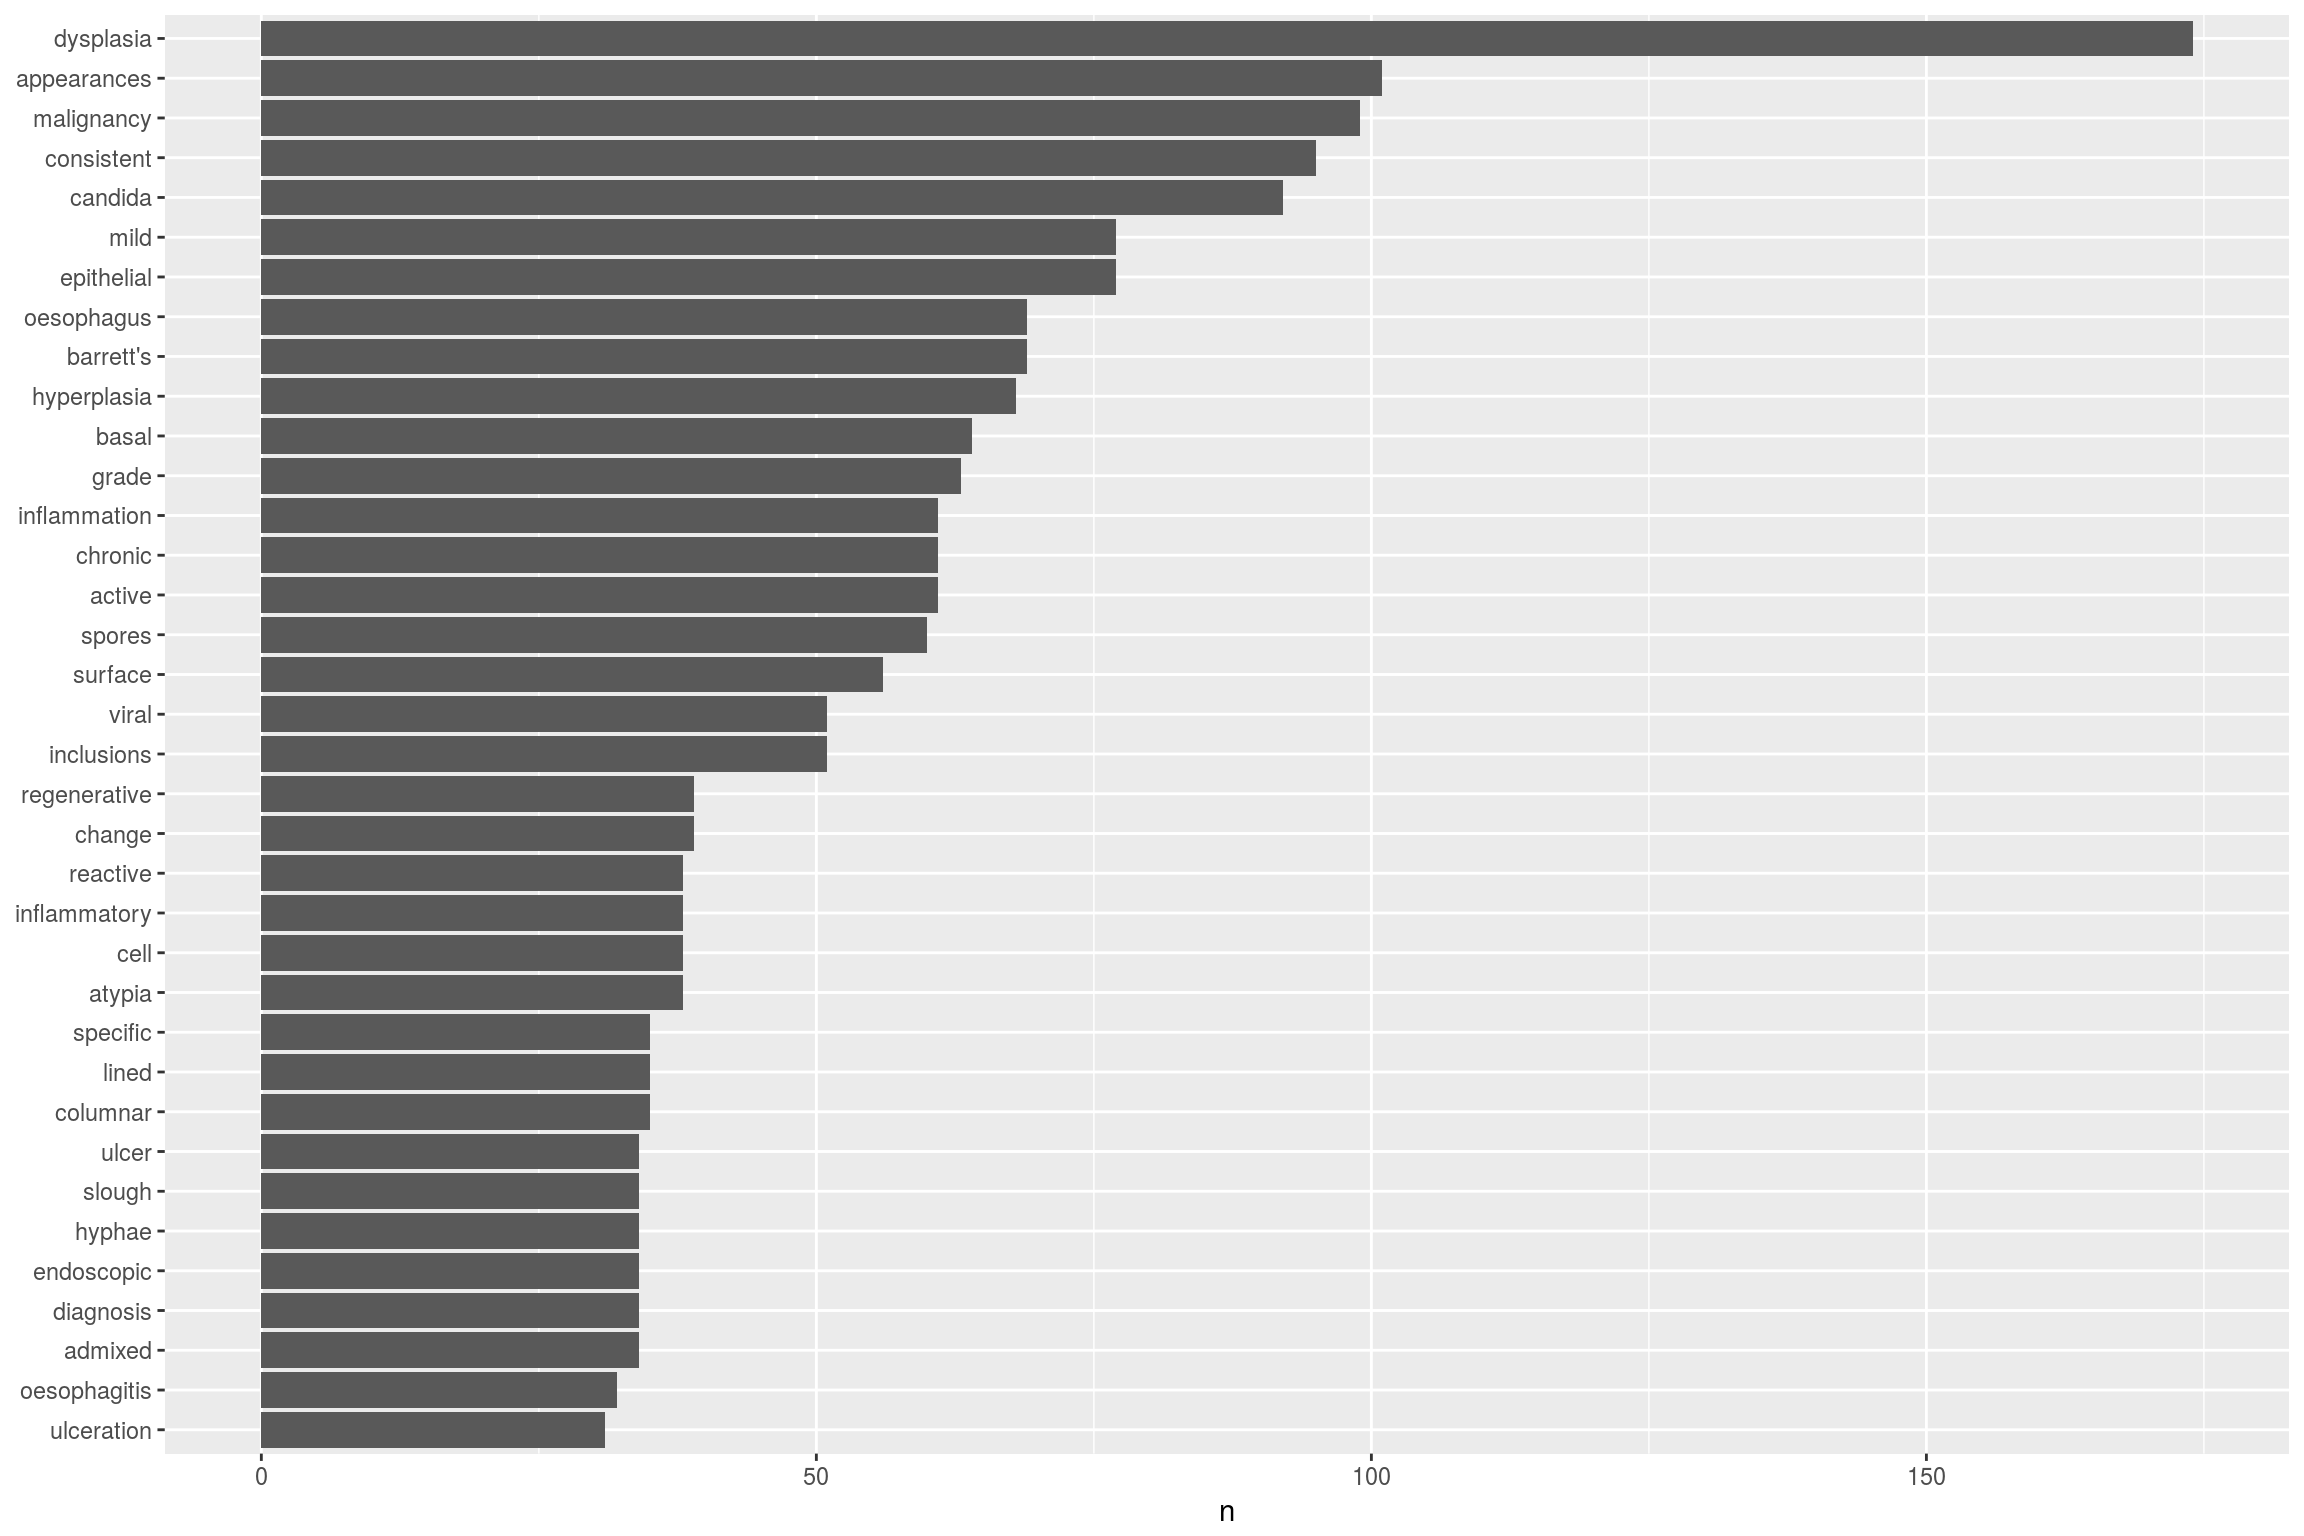 dysplasia
appearances
malignancy
consistent
candida
mild
epithelial
oesophagus
barrett's
hyperplasia
basal
grade
inflammation
chronic
active
spores
surface
viral
inclusions
regenerative
change
reactive
inflammatory
cell
atypia
specific
lined
columnar
ulcer
slough
hyphae
endoscopic
diagnosis
admixed
oesophagitis
ulceration
0 50 100 150
n